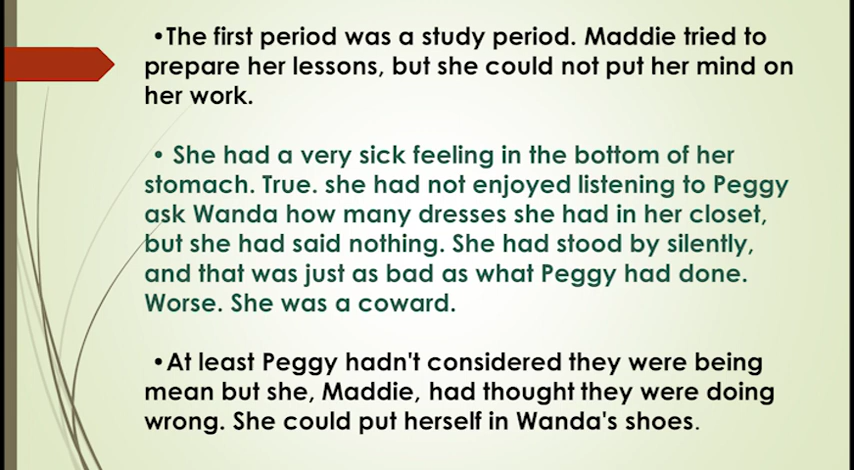 •The first period was a study period. Maddie tried to
prepare her lessons, but she could not put her mind on
her work.
• She had a very sick feeling in the bottom of her
stomach. True. she had not enjoyed listening to Peggy
ask Wanda how many dresses she had in her closet,
but she had said nothing. She had stood by silently,
and that was just as bad as what Peggy had done.
Worse. She was a coward.
•At least Peggy hadn't considered they were being
mean but she, Maddie, had thought they were doing
wrong. She could put herself in Wanda's shoes.